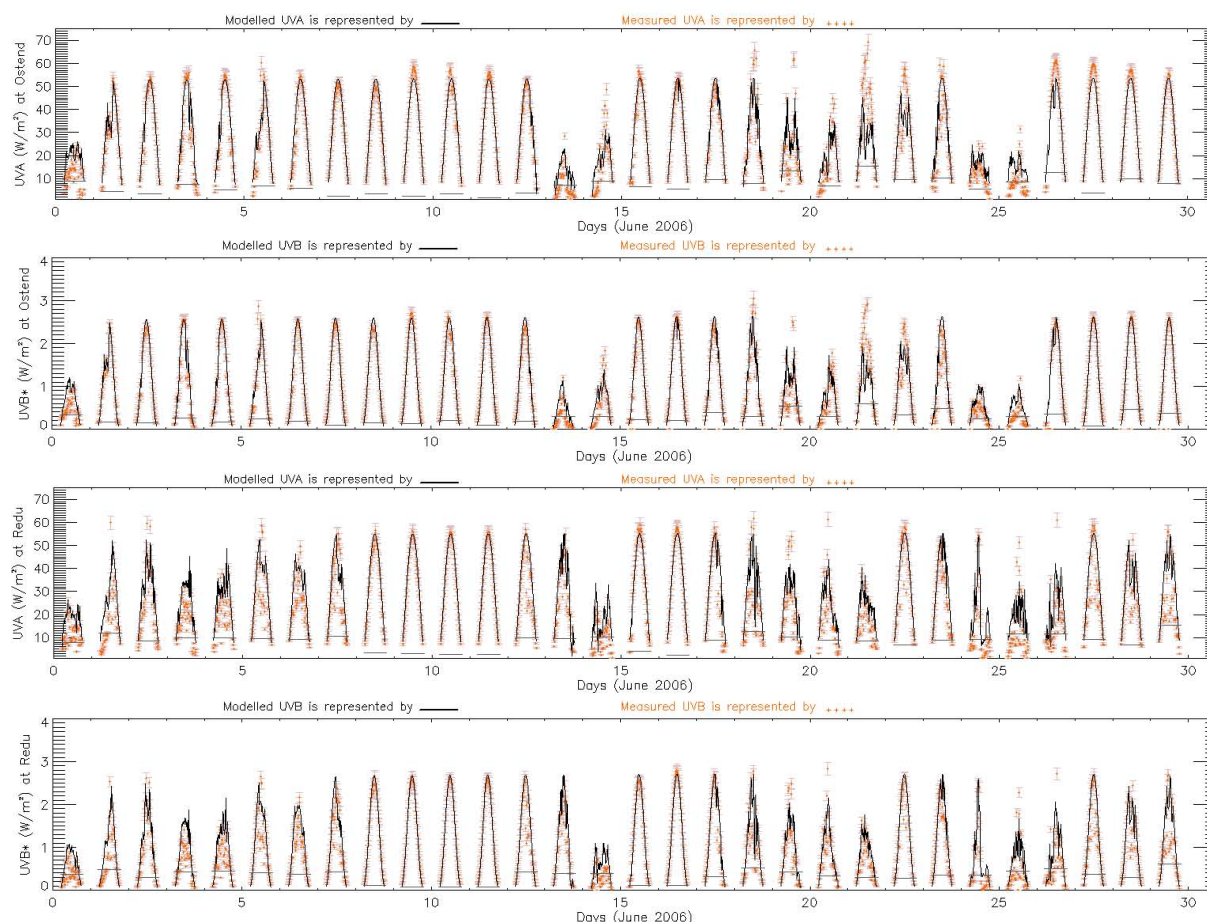 Modelled UVA is represented by Measured UVA is represented by ++++
UVA (W/m²) at Ostend
70
60
50
40
30
20
10
0 5 10 15 20 25 30
Days (June 2006)
Modelled UVB is represented by Measured UVB is represented by ++++
UVB* (W/m²) at Ostend
4
3
2
1
0
0 5 10 15 20 25 30
Days (June 2006)
Modelled UVA is represented by Measured UVA is represented by ++++
UVA (W/m²) at Redu
70
60
50
40
30
20
10
0 5 10 15 20 25 30
Days (June 2006)
Modelled UVB is represented by Measured UVB is represented by ++++
UVB* (W/m²) at Redu
4
3
2
1
0
0 5 10 15 20 25 30
Days (June 2006)